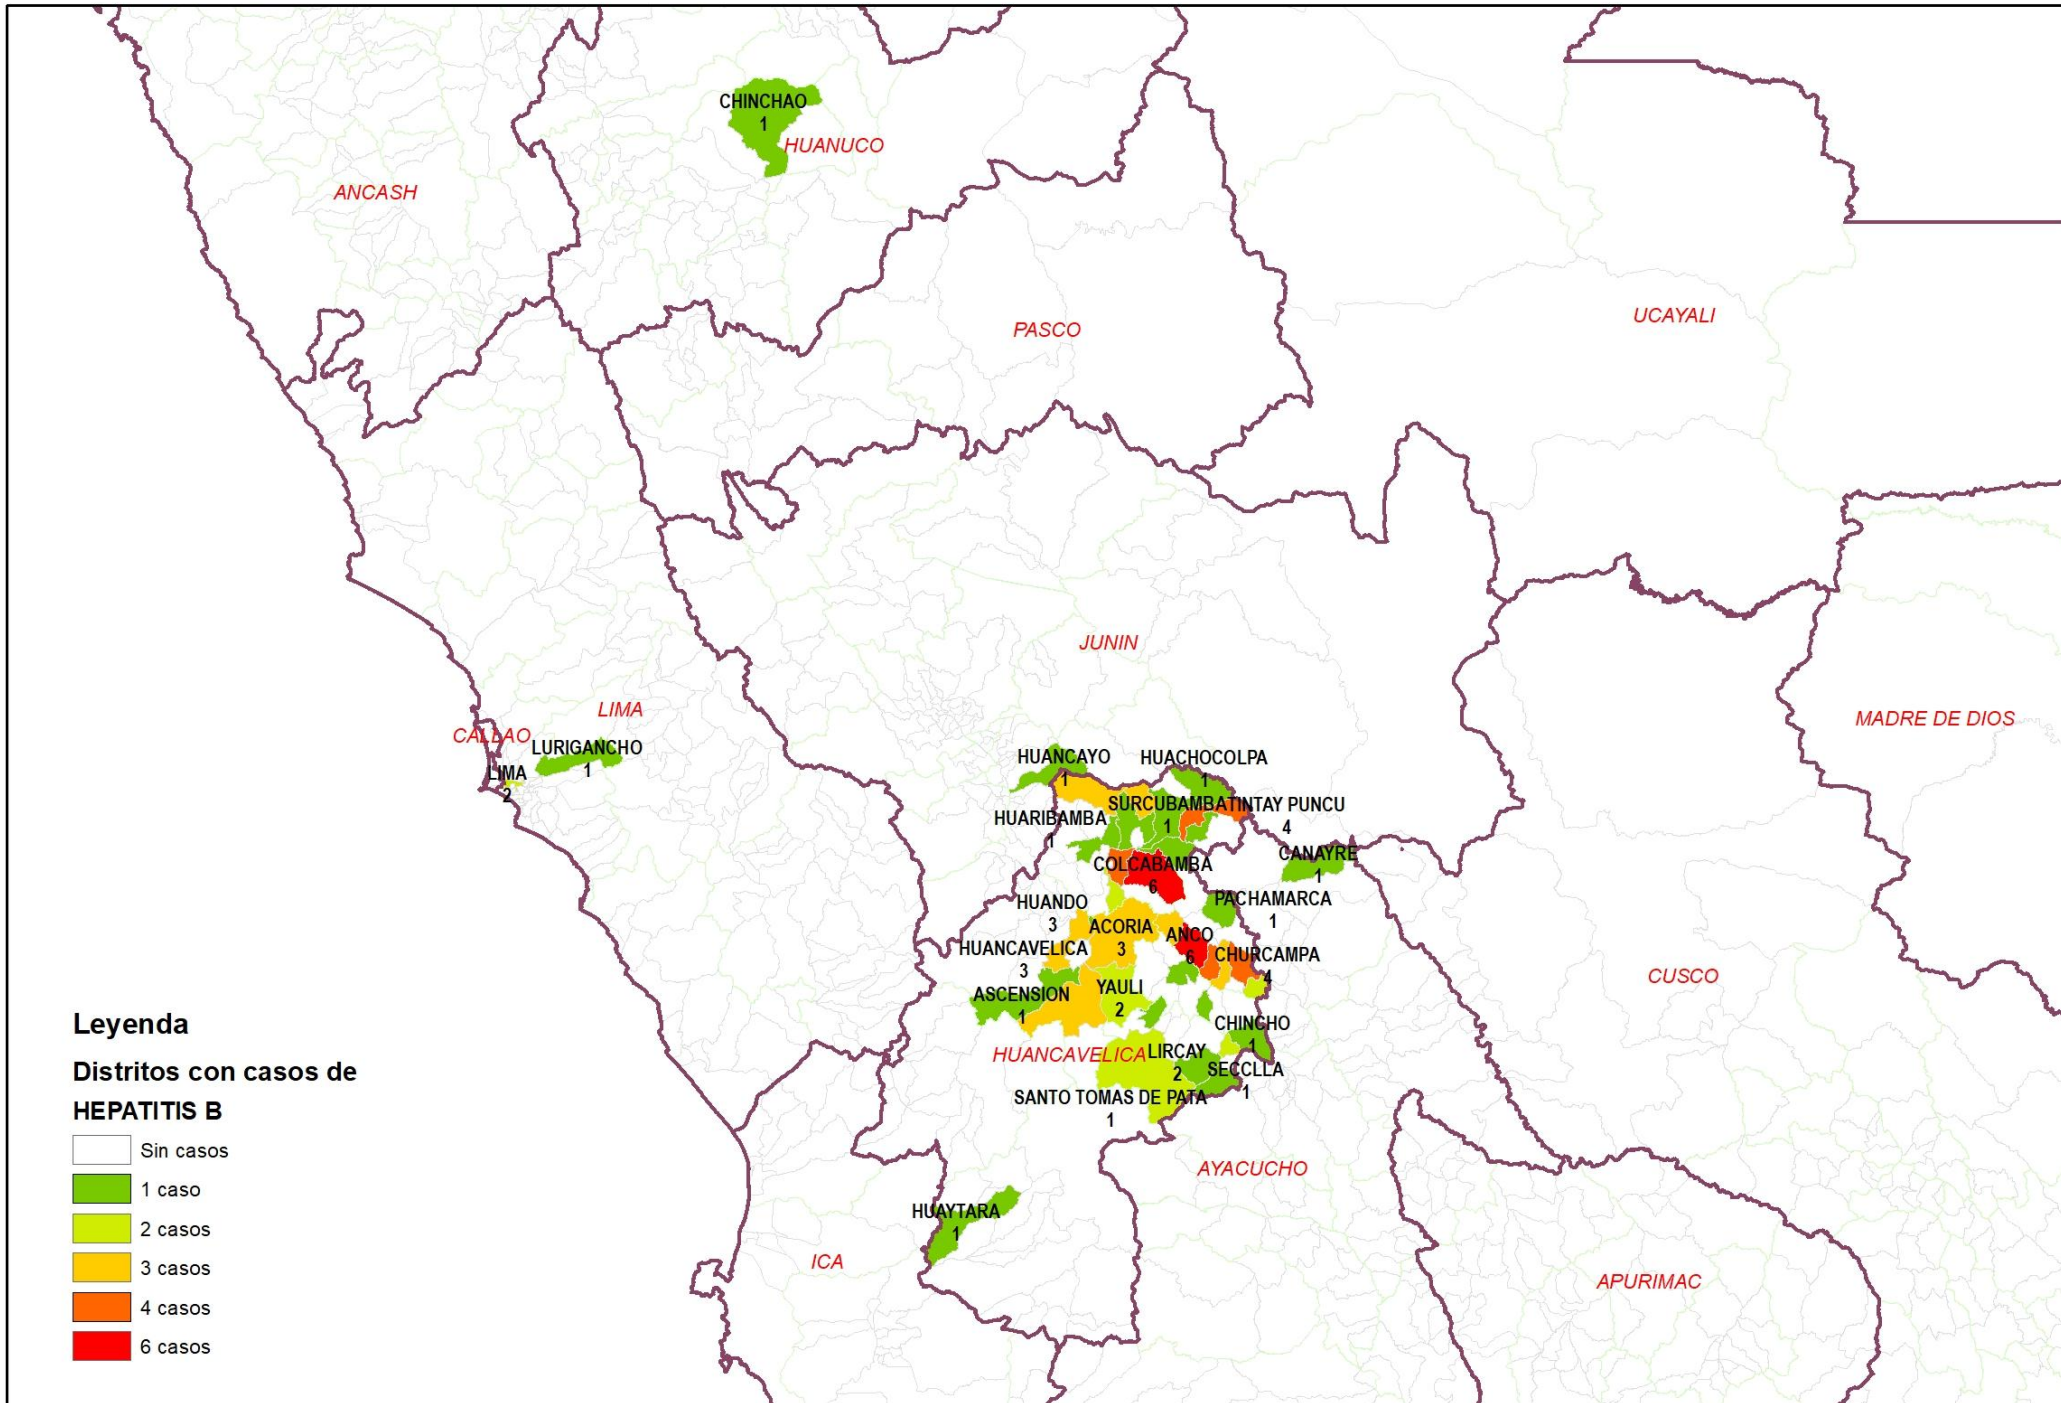 CHINCHAO
1
HUANUCO
ANCASH
PASCO
UCAYALI
JUNIN
LIMA
CALLAO
MADRE DE DIOS
LURIGANCHO
1
LIMA
2
HUANCAYO
1
HUACHOCOLPA
1
SURCUBAMBA
1
TINTAY PUNCU
4
HUARIBAMBA
1
CANAYRE
1
COLCABAMBA
6
PACHAMARCA
1
HUANDO
3
ACORIA
3
ANCO
6
HUANCAVELICA
3
CHURCAMPA
4
CUSCO
ASCENSION
1
YAULI
2
CHINCHO
1
HUANCAVELICA
LIRCAY
2
SECCLLA
1
SANTO TOMAS DE PATA
1
AYACUCHO
HUAYTARA
1
ICA
APURIMAC
Leyenda
Distritos con casos de
HEPATITIS B
Sin casos
1 caso
2 casos
3 casos
4 casos
6 casos